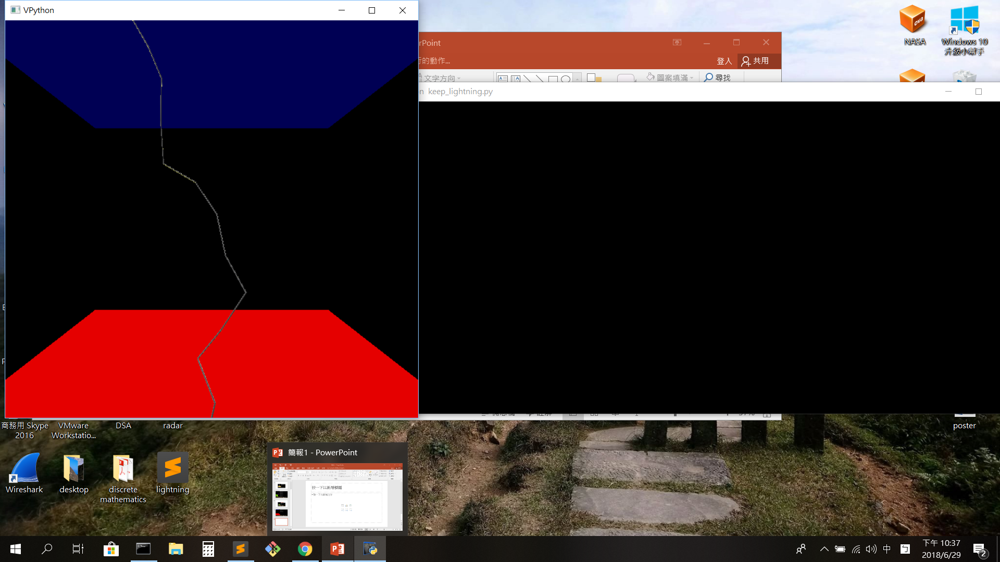 VPython
rPoint
行的動作...
登入
共用
文字方向
圖案填滿
尋找
n keep_lightning.py
ova
NASA
Windows 10
升級小幫手
商務用 Skype
2016
VMware
Workstatio...
DSA
radar
poster
Wireshark
desktop
discrete
mathematics
lightning
簡報1 - PowerPoint
按一下以新增標題
中
下午 10:37
2018/6/29
2